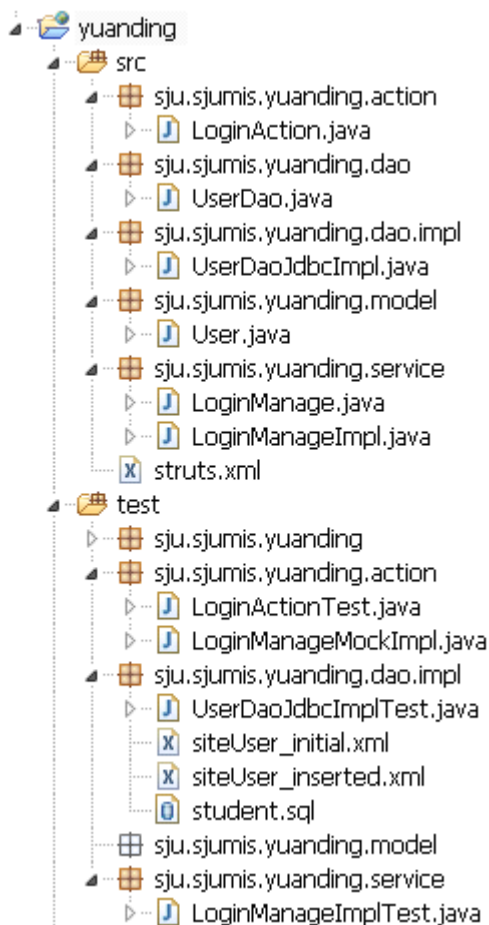 yuanding
src
sju.sjumis.yuanding.action
LoginAction.java
sju.sjumis.yuanding.dao
UserDao.java
sju.sjumis.yuanding.dao.impl
UserDaoJdbcImpl.java
sju.sjumis.yuanding.model
User.java
sju.sjumis.yuanding.service
LoginManage.java
LoginManageImpl.java
struts.xml
test
sju.sjumis.yuanding
sju.sjumis.yuanding.action
LoginActionTest.java
LoginManageMockImpl.java
sju.sjumis.yuanding.dao.impl
UserDaoJdbcImplTest.java
siteUser_initial.xml
siteUser_inserted.xml
student.sql
sju.sjumis.yuanding.model
sju.sjumis.yuanding.service
LoginManageImplTest.java